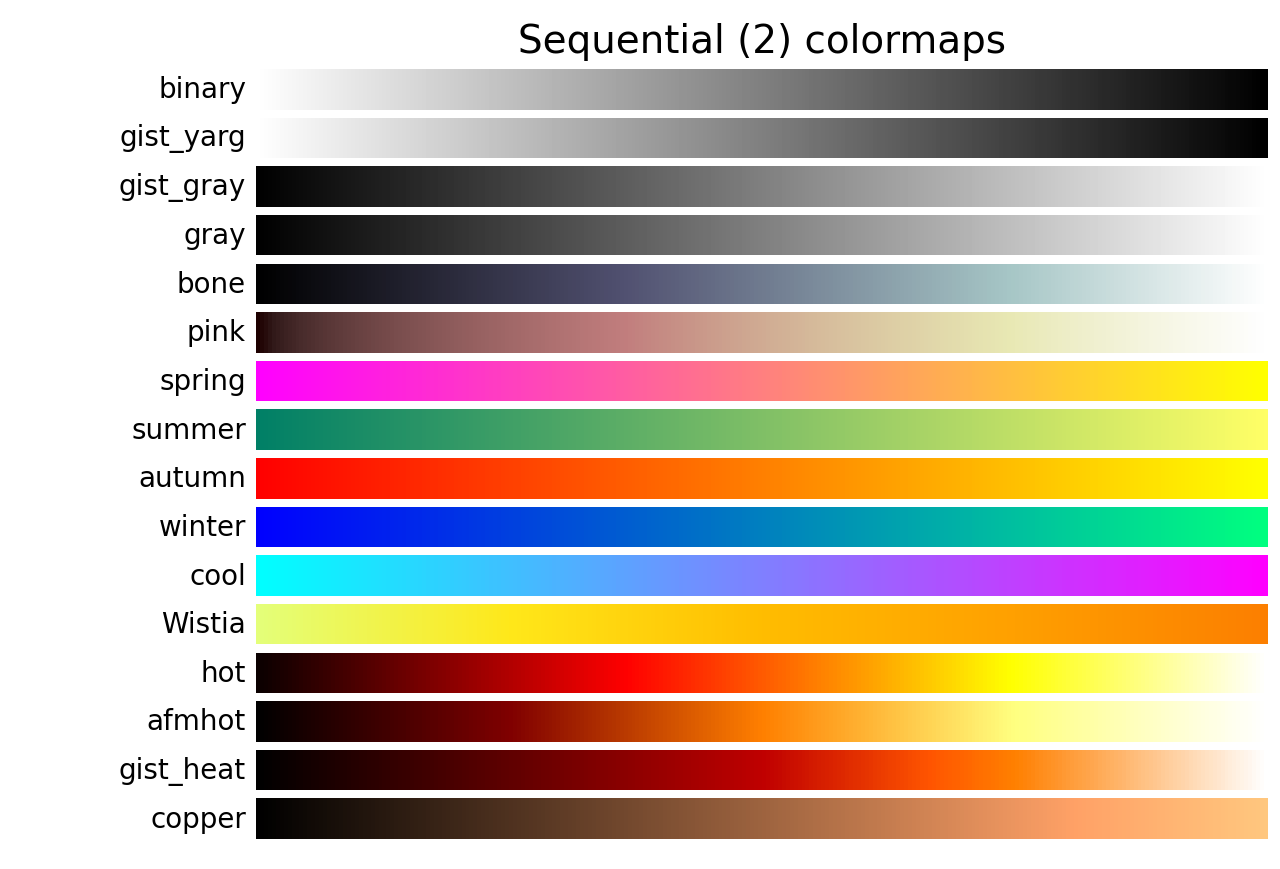 Sequential (2) colormaps
binary
gist_yarg
gist_gray
gray
bone
pink
spring
summer
autumn
winter
cool
Wistia
hot
afmhot
gist_heat
copper